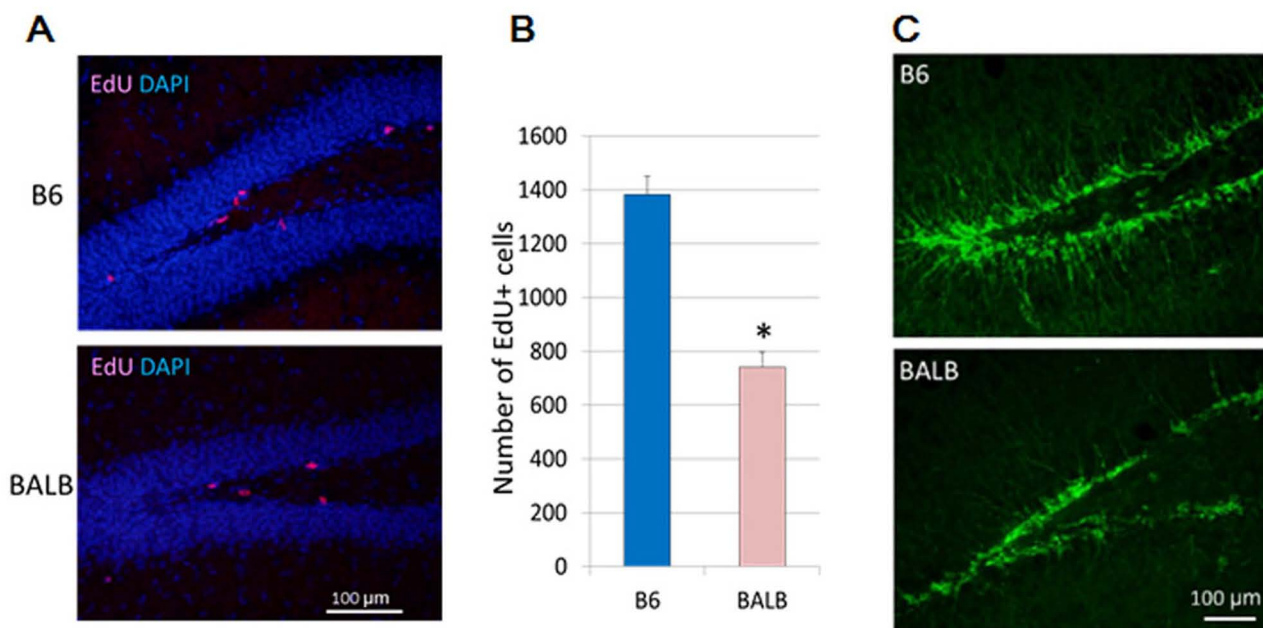 A
EdU DAPI
B6
EdU DAPI
BALB
100 µm
B
Number of EdU+ cells
1600
1400
1200
1000
800
600
400
200
0
*
B6
BALB
C
B6
BALB
100 µm